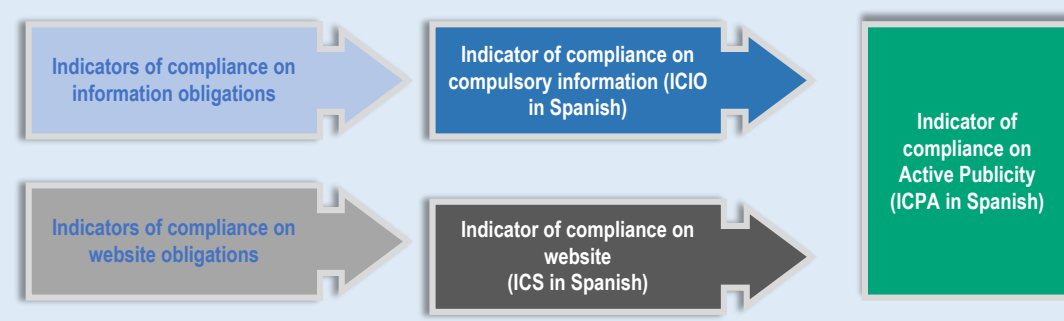 Indicators of compliance on
information obligations
Indicator of compliance on
compulsory information (ICIO
in Spanish)
Indicators of compliance on
website obligations
Indicator of compliance on
website
(ICS in Spanish)
Indicator of
compliance on
Active Publicity
(ICPA in Spanish)